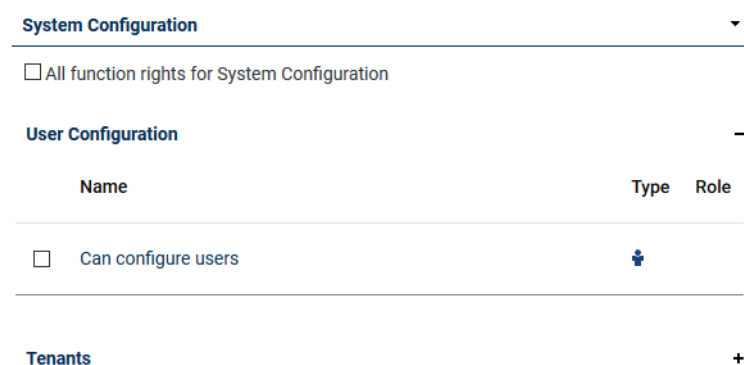 System Configuration
All function rights for System Configuration
User Configuration
Name Type Role
Can configure users
Tenants